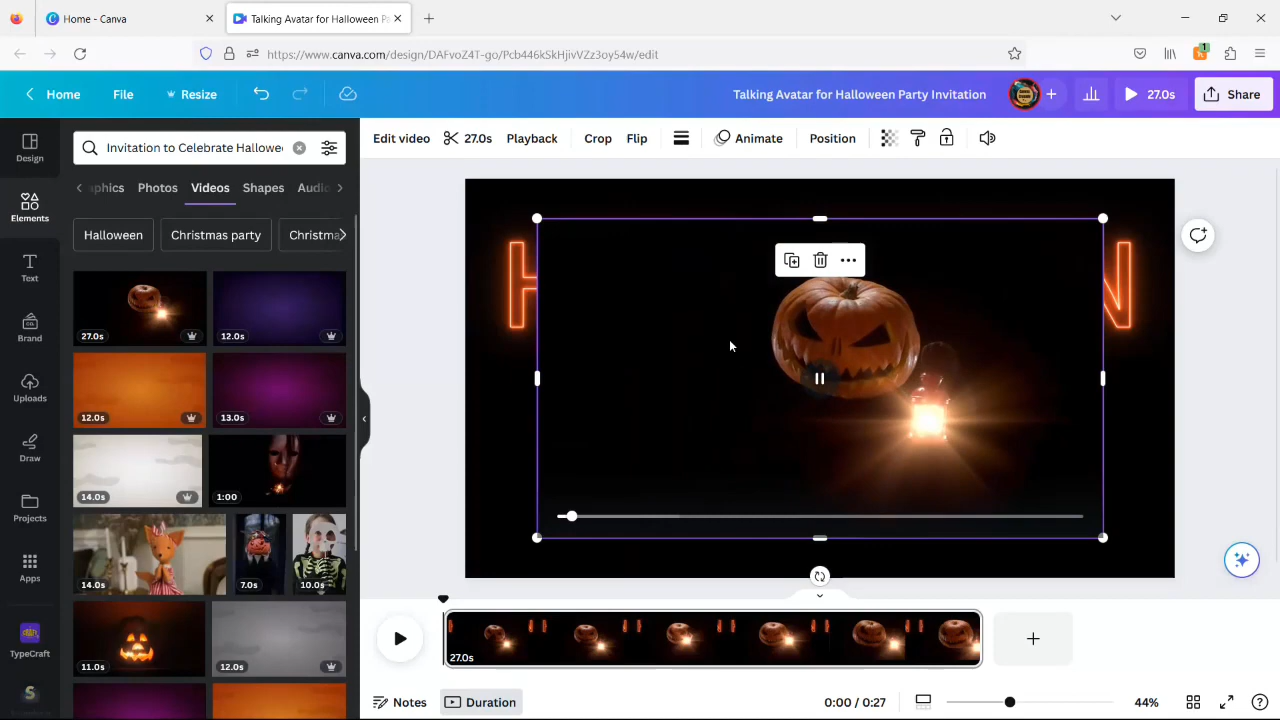 Home - Canva
Talking Avatar for Halloween Pa
https://www.canva.com/design/DAFvoZ4T-go/Pcb446kSkHjivVZz3oy54w/edit
1
Home
File
Resize
Talking Avatar for Halloween Party Invitation
27.0s
Share
Design
Elements
Text
Brand
Uploads
Draw
Projects
Apps
TypeCraft
Invitation to Celebrate Hallowe
aphics
Photos
Videos
Shapes
Audio
Halloween
Christmas party
Christma
27.0s
12.0s
12.0s
13.0s
14.0s
1:00
14.0s
7.0s
10.0s
11.0s
12.0s
Edit video
27.0s
Playback
Crop
Flip
Animate
Position
H
N
27.0s
Notes
Duration
0:00 / 0:27
44%